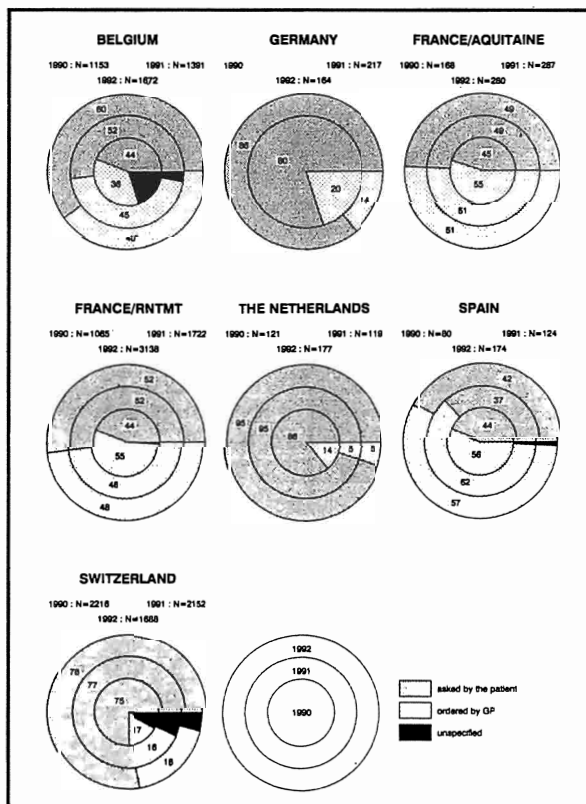 BELGIUM
1990 : N=1153 1991 : N=1391
1992 : N=1672
60
52
44
36
45
40
GERMANY
1990 1991 : N=217
1992 : N=164
86
80
20
14
FRANCE/AQUITAINE
1990 : N=168 1991 : N=287
1992 : N=260
49
49
45
55
51
51
FRANCE/RNTMT
1990 : N=1065 1991 : N=1722
1992 : N=3138
52
52
44
55
48
48
THE NETHERLANDS
1990 : N=121 1991 : N=119
1992 : N=177
95
95
86
14
5
5
SPAIN
1990 : N=80 1991 : N=124
1992 : N=174
42
37
44
56
62
57
SWITZERLAND
1990 : N=2216 1991 : N=2152
1992 : N=1688
78
77
75
17
16
18
1992
1991
1990
asked by the patient
ordered by GP
unspecified